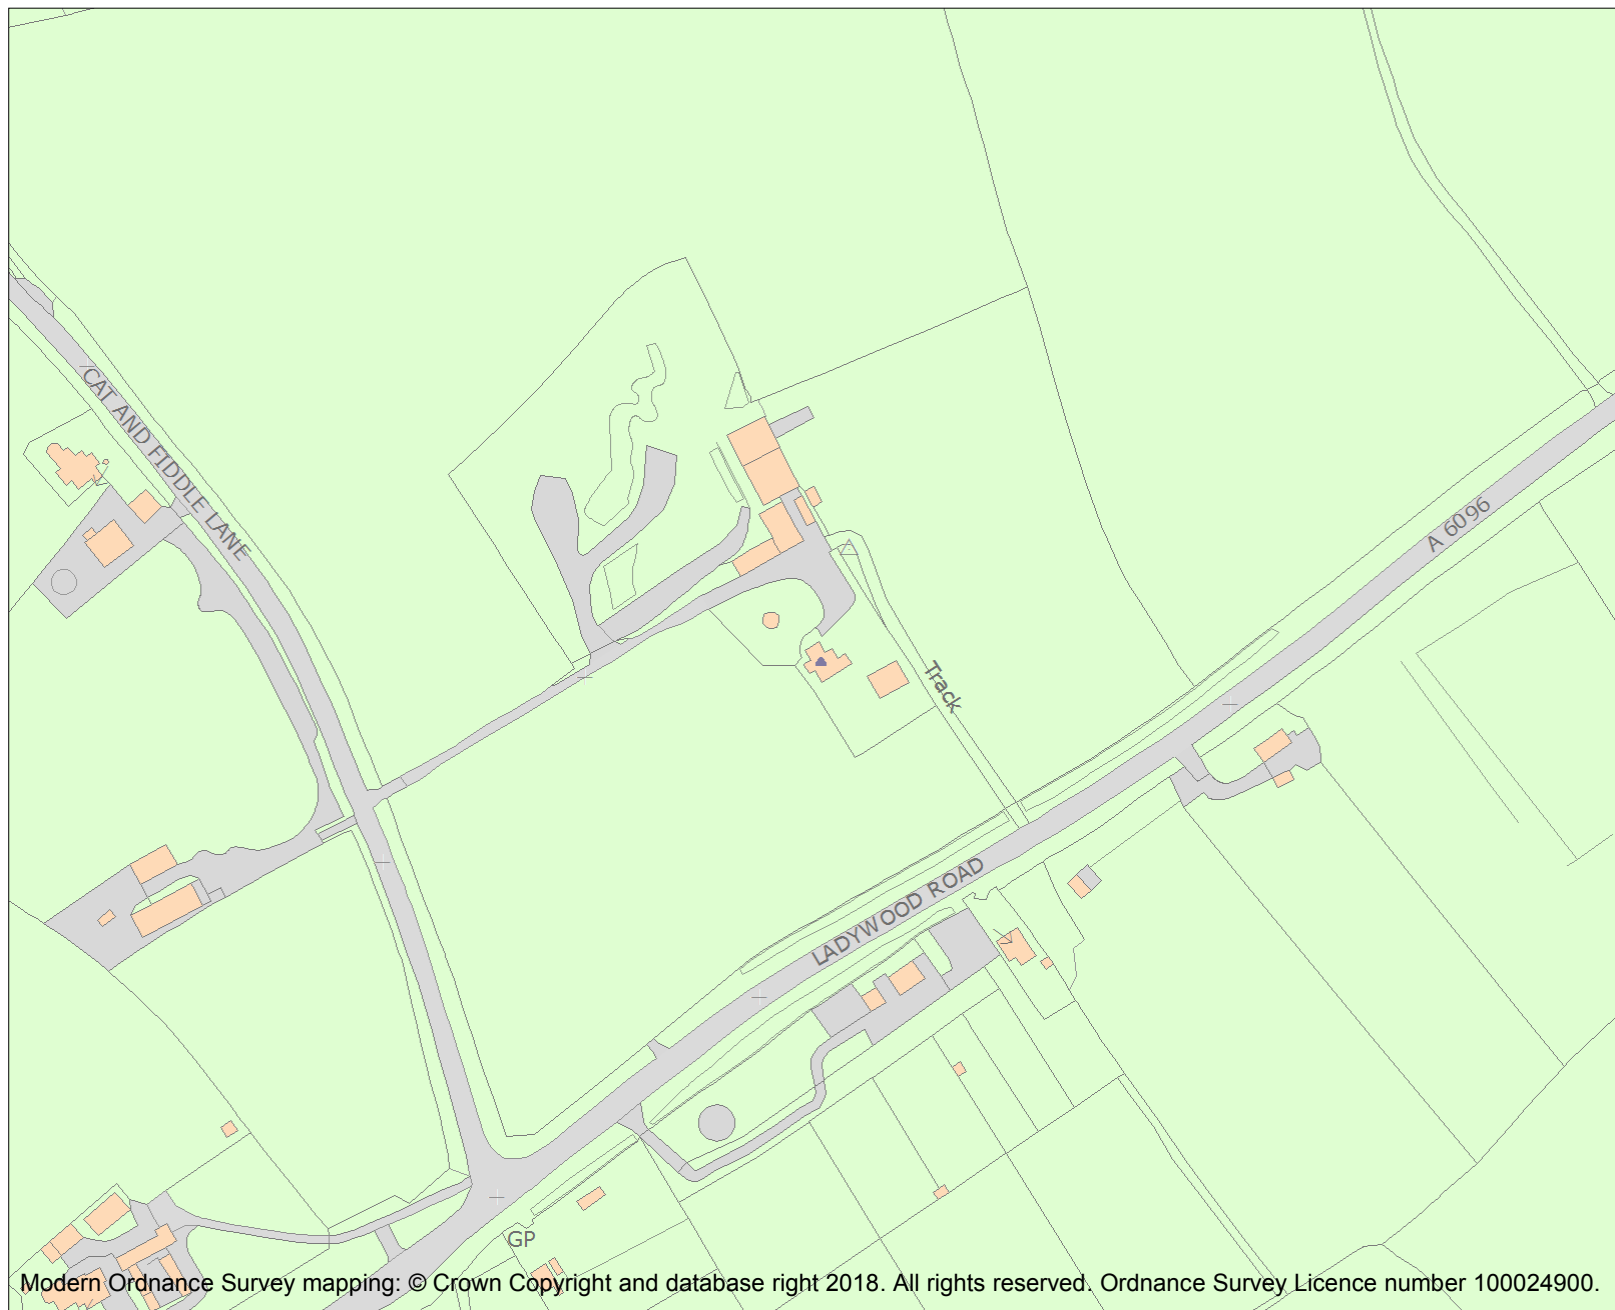 CAT AND FIDDLE LANE
A 6096
Track
LADYWOOD ROAD
GP
Modern Ordnance Survey mapping: © Crown Copyright and database right 2018. All rights reserved. Ordnance Survey Licence number 100024900.